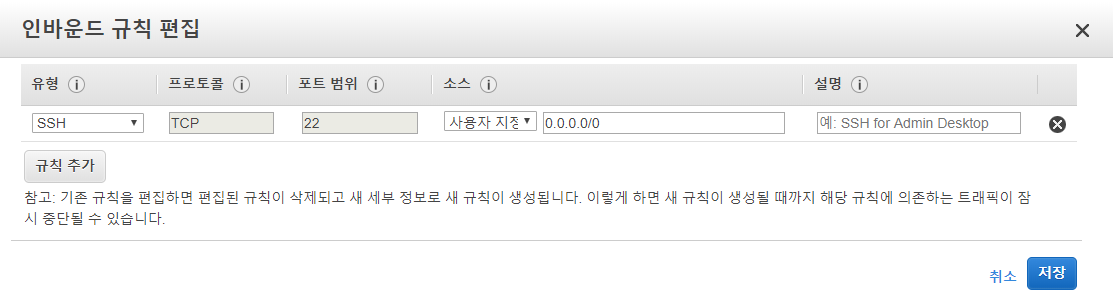 인바운드 규칙 편집
유형 프로토콜 포트 범위 소스 설명
SSH TCP 22 사용자 지정 0.0.0.0/0 예: SSH for Admin Desktop
규칙 추가
참고: 기존 규칙을 편집하면 편집된 규칙이 삭제되고 새 세부 정보로 새 규칙이 생성됩니다. 이렇게 하면 새 규칙이 생성될 때까지 해당 규칙에 의존하는 트래픽이 잠
시 중단될 수 있습니다.
취소 저장